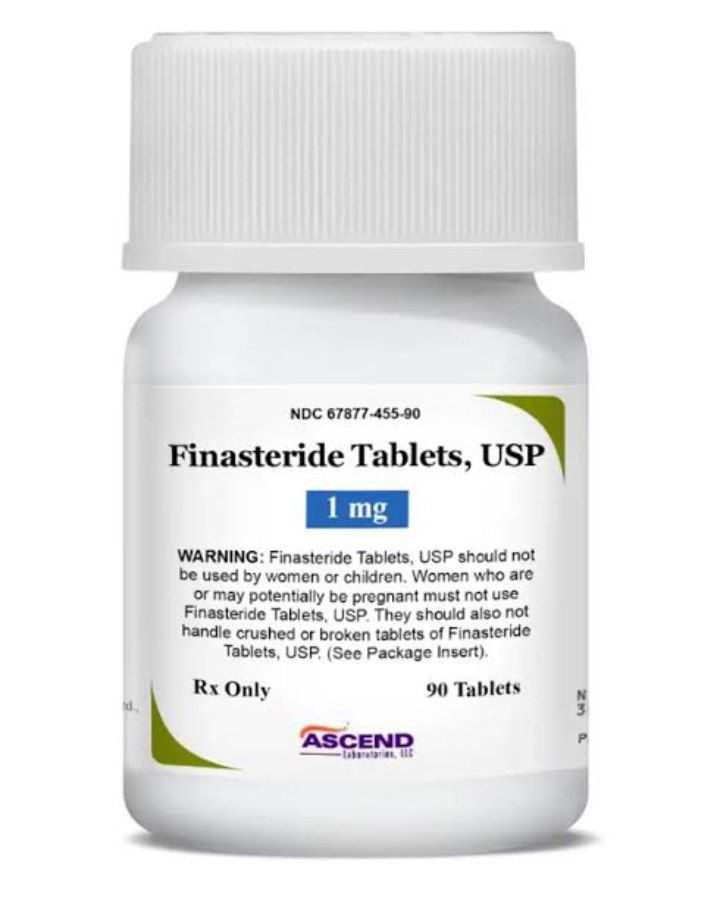 NDC 67877-455-90
Finasteride Tablets, USP
1 mg
WARNING: Finasteride Tablets, USP should not
be used by women or children. Women who are
or may potentially be pregnant must not use
Finasteride Tablets, USP. They should also not
handle crushed or broken tablets of Finasteride
Tablets, USP. (See Package Insert).
Rx Only
90 Tablets
ASCEND
Laboratories, LLC